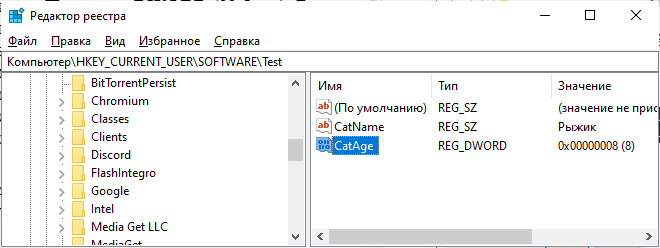 Редактор реестра
Файл Правка Вид Избранное Справка
Компьютер\HKEY_CURRENT_USER\SOFTWARE\Test
BitTorrentPersist
Chromium
Classes
Clients
Discord
FlashIntegro
Google
Intel
Media Get LLC
MediaGet
Имя Тип Значение
(По умолчанию) REG_SZ (значение не прис
CatName REG_SZ Рыжик
CatAge REG_DWORD 0x00000008 (8)